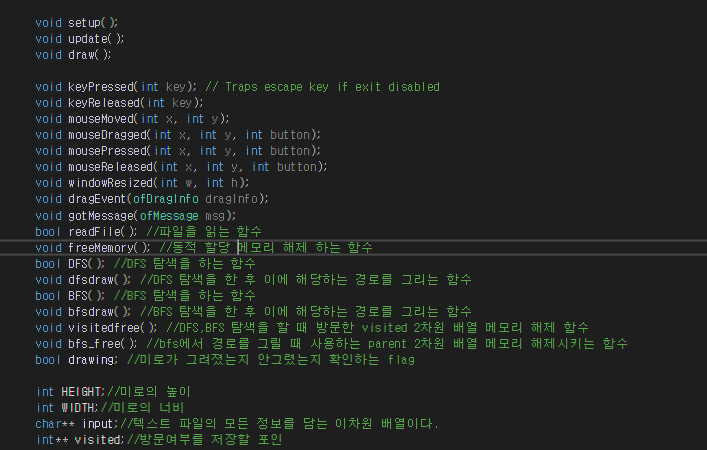 void setup();
void update();
void draw();
void keyPressed(int key); // Traps escape key if exit disabled
void keyReleased(int key);
void mouseMoved(int x, int y);
void mouseDragged(int x, int y, int button);
void mousePressed(int x, int y, int button);
void mouseReleased(int x, int y, int button);
void windowResized(int w, int h);
void dragEvent(ofDragInfo dragInfo);
void gotMessage(ofMessage msg);
bool readFile(); //파일을 읽는 함수
void freeMemory(); //동적 할당 메모리 해제 하는 함수
bool DFS(); //DFS 탐색을 하는 함수
void dfsdraw(); //DFS 탐색을 한 후 이에 해당하는 경로를 그리는 함수
bool BFS(); //BFS 탐색을 하는 함수
void bfsdraw(); //BFS 탐색을 한 후 이에 해당하는 경로를 그리는 함수
void visitedfree(); //DFS,BFS 탐색을 할 때 방문한 visited 2차원 배열 메모리 해제 함수
void bfs_free(); //bfs에서 경로를 그릴 때 사용하는 parent 2차원 배열 메모리 해제시키는 함수
bool drawing; //미로가 그려졌는지 안그렸는지 확인하는 flag
int HEIGHT;//미로의 높이
int WIDTH;//미로의 너비
char** input;//텍스트 파일의 모든 정보를 담는 이차원 배열이다.
int** visited;//방문여부를 저장할 포인